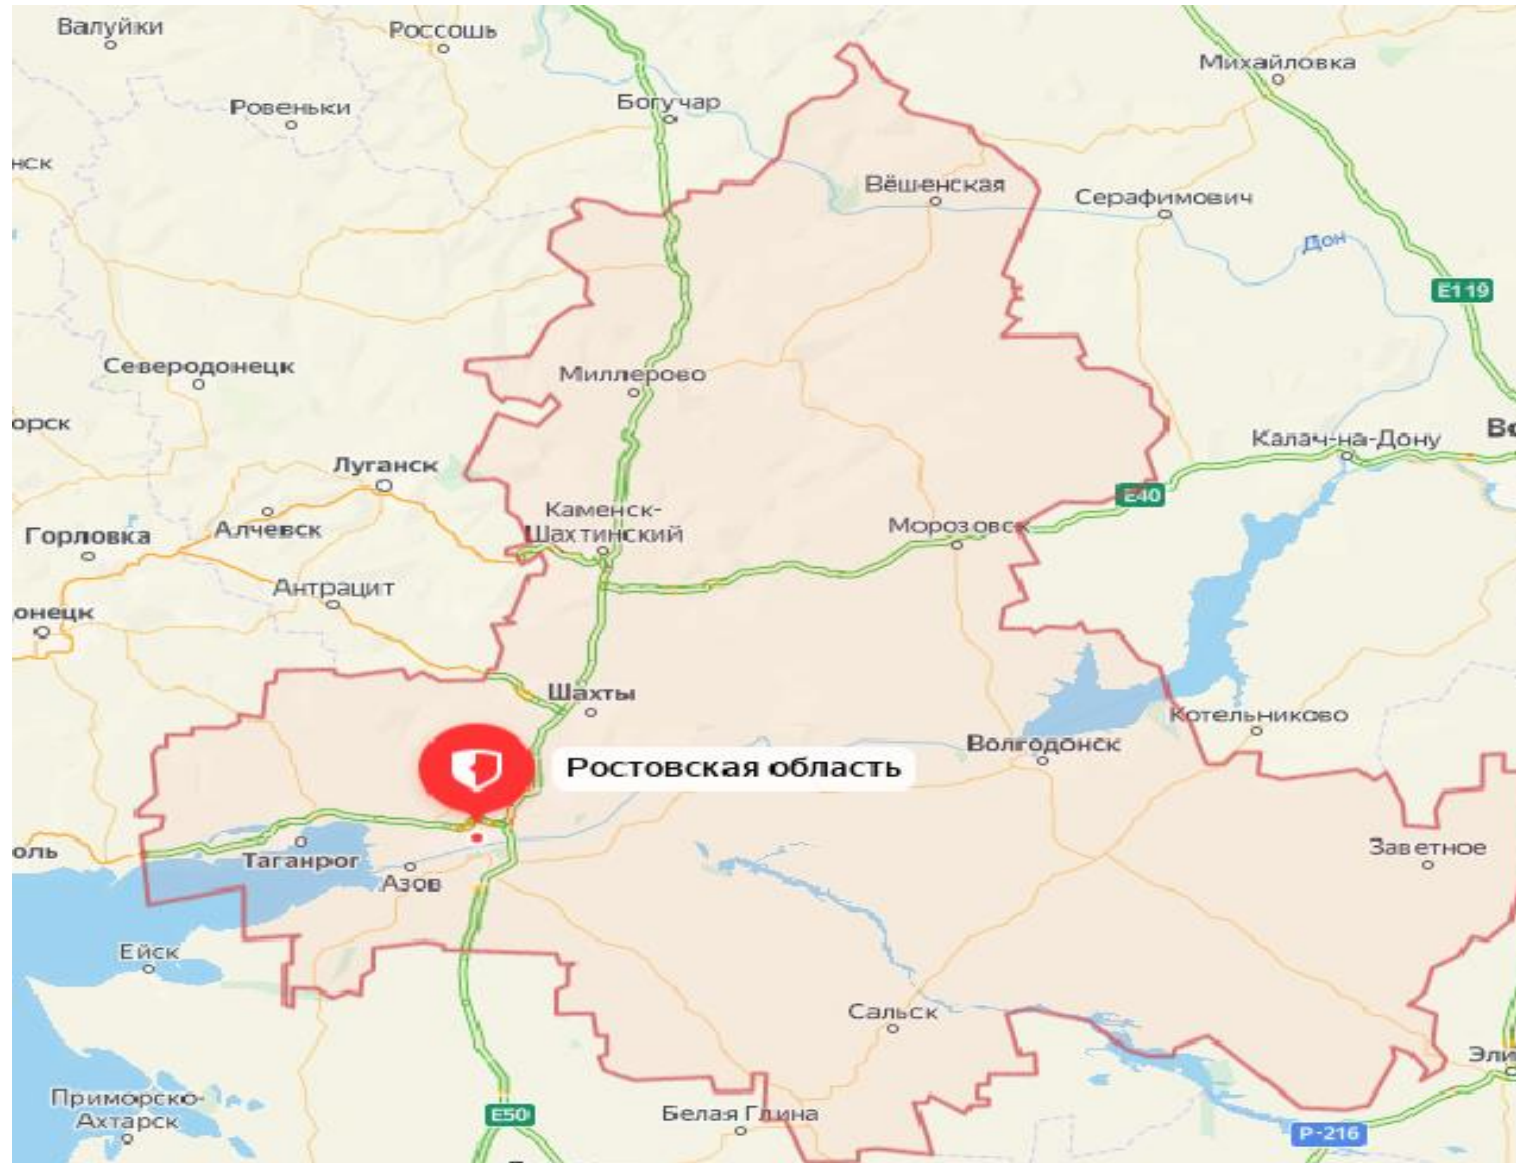 Валуйки
Россошь
Михайловка
Ровеньки
Богучар
нск
Вёшенская
Серафимович
Дон
E119
Северодонецк
Миллерово
орск
Калач-на-Дону
Во
Луганск
E40
Каменск-
Шахтинский
Морозовск
Алчевск
Горловка
Антрацит
онецк
Шахты
Котельниково
Волгодонск
Ростовская область
Заветное
оль
Таганрог
Азов
Ейск
Сальск
Эли
Приморско-
Ахтарск
E50
Белая Глина
Р-216